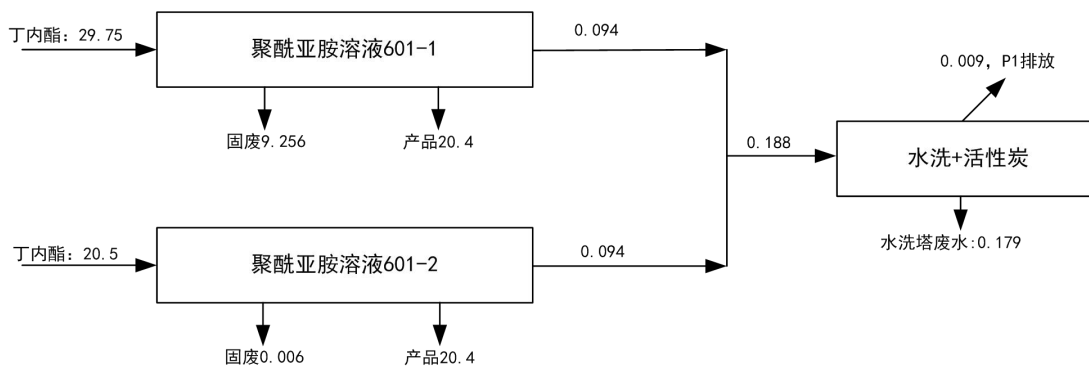 丁内酯：29.75
聚酰亚胺溶液601-1
0.094
固废9.256
产品20.4
0.188
0.009，P1排放
水洗+活性炭
水洗塔废水:0.179
丁内酯：20.5
聚酰亚胺溶液601-2
0.094
固废0.006
产品20.4